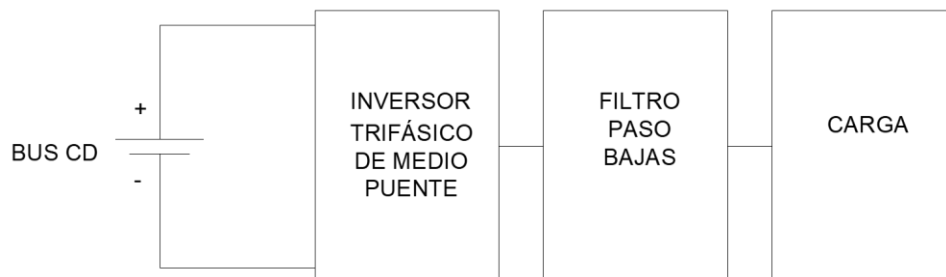 BUS CD
+
-
INVERSOR
TRIFÁSICO
DE MEDIO
PUENTE
FILTRO
PASO
BAJAS
CARGA